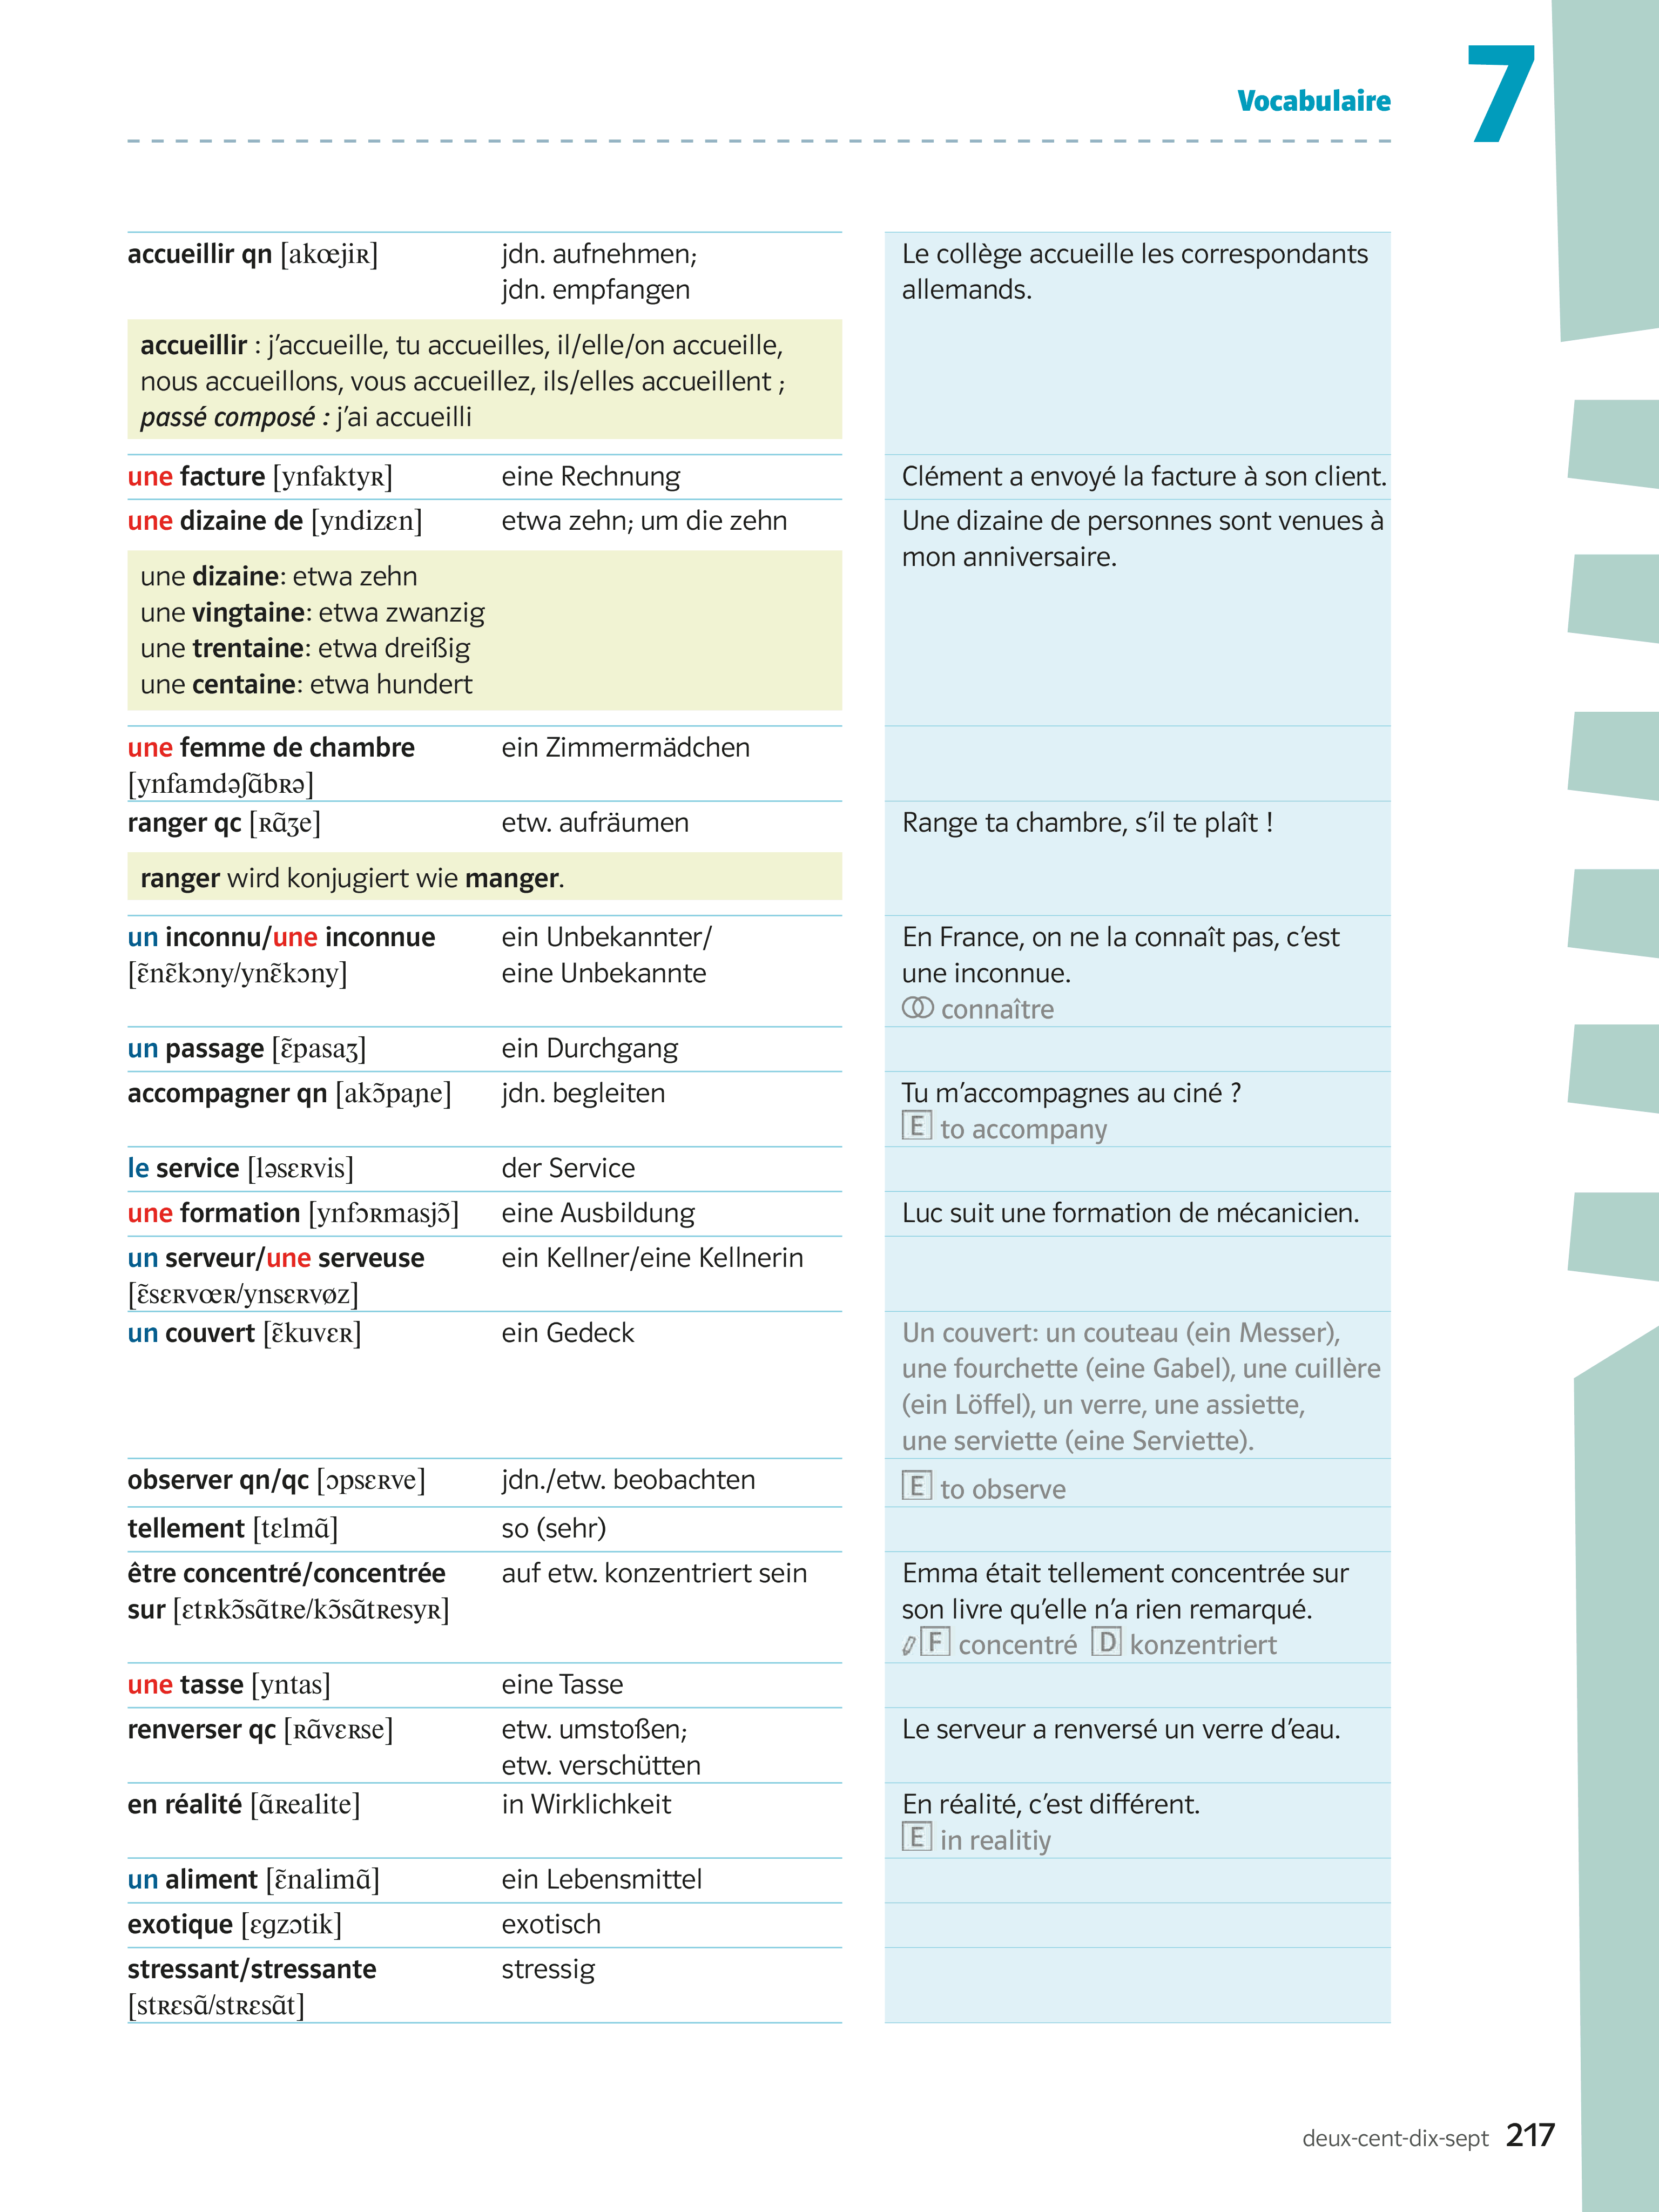 Vocabulaire
7
accueillir qn [akœjiʀ] jdn. aufnehmen; Le collège accueille les correspondants
jdn. empfangen allemands.
accueillir : j’accueille, tu accueilles, il/elle/on accueille,
nous accueillons, vous accueillez, ils/elles accueillent ;
passé composé : j’ai accueilli
une facture [ynfaktyʀ] eine Rechnung Clément a envoyé la facture à son client.
une dizaine de [yndizɛn] etwa zehn; um die zehn Une dizaine de personnes sont venues à
mon anniversaire.
une dizaine: etwa zehn
une vingtaine: etwa zwanzig
une trentaine: etwa dreißig
une centaine: etwa hundert
une femme de chambre ein Zimmermädchen
[ynfamdəʃɑ̃bʀə]
ranger qc [ʀɑ̃ʒe] etw. aufräumen Range ta chambre, s’il te plaît !
ranger wird konjugiert wie manger.
un inconnu/une inconnue ein Unbekannter/ En France, on ne la connaît pas, c’est
[ɛ̃nɛ̃kɔny/ynɛ̃kɔny] eine Unbekannte une inconnue.
connaître
un passage [ɛ̃pasaʒ] ein Durchgang
accompagner qn [akɔ̃paɲe] jdn. begleiten Tu m’accompagnes au ciné ?
E to accompany
le service [ləsɛʀvis] der Service
une formation [ynfɔʀmasjɔ̃] eine Ausbildung Luc suit une formation de mécanicien.
un serveur/une serveuse ein Kellner/eine Kellnerin
[ɛ̃sɛʀvœʀ/ynsɛʀvøz]
un couvert [ɛ̃kuvɛʀ] ein Gedeck Un couvert: un couteau (ein Messer),
une fourchette (eine Gabel), une cuillère
(ein Löffel), un verre, une assiette,
une serviette (eine Serviette).
observer qn/qc [ɔpsɛʀve] jdn./etw. beobachten E to observe
tellement [tɛlmɑ̃] so (sehr)
être concentré/concentrée auf etw. konzentriert sein Emma était tellement concentrée sur
sur [ɛtʀkɔ̃sɑ̃tʀe/kɔ̃sɑ̃tʀesyʀ] son livre qu’elle n’a rien remarqué.
F concentré D konzentriert
une tasse [yntas] eine Tasse
renverser qc [ʀɑ̃vɛʀse] etw. umstoßen; Le serveur a renversé un verre d’eau.
etw. verschütten
en réalité [ɑ̃ʀealite] in Wirklichkeit En réalité, c’est différent.
E in realitiy
un aliment [ɛ̃nalimɑ̃] ein Lebensmittel
exotique [ɛgzɔtik] exotisch
stressant/stressante stressig
[stʀɛsɑ̃/stʀɛsɑ̃t]
deux-cent-dix-sept 217